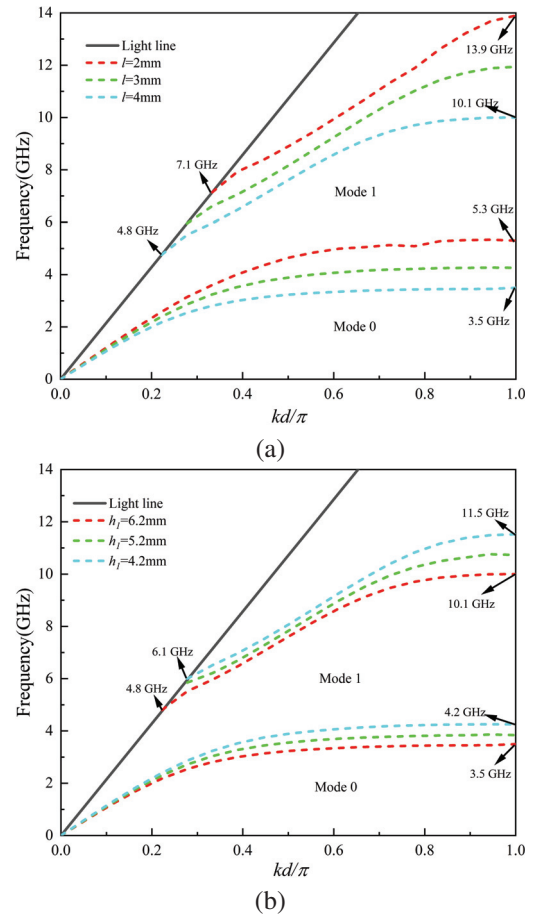 14
12
10
8
6
4
2
0
Frequency(GHz)
Light line
l=2mm
l=3mm
l=4mm
13.9 GHz
10.1 GHz
7.1 GHz
Mode 1
5.3 GHz
4.8 GHz
Mode 0
3.5 GHz
0.0 0.2 0.4 0.6 0.8 1.0
kd/π
(a)
14
12
10
8
6
4
2
0
Frequency(GHz)
Light line
h₁=6.2mm
h₁=5.2mm
h₁=4.2mm
11.5 GHz
10.1 GHz
6.1 GHz
4.8 GHz
Mode 1
4.2 GHz
Mode 0
3.5 GHz
0.0 0.2 0.4 0.6 0.8 1.0
kd/π
(b)